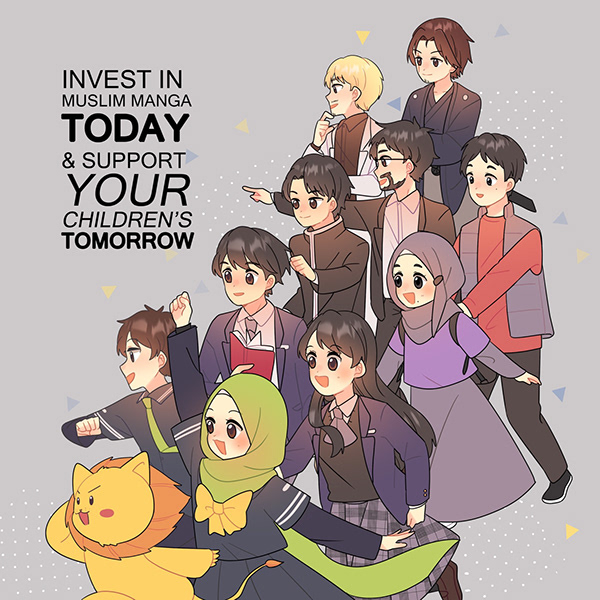 INVEST IN
MUSLIM MANGA
TODAY
& SUPPORT
YOUR
CHILDREN'S
TOMORROW